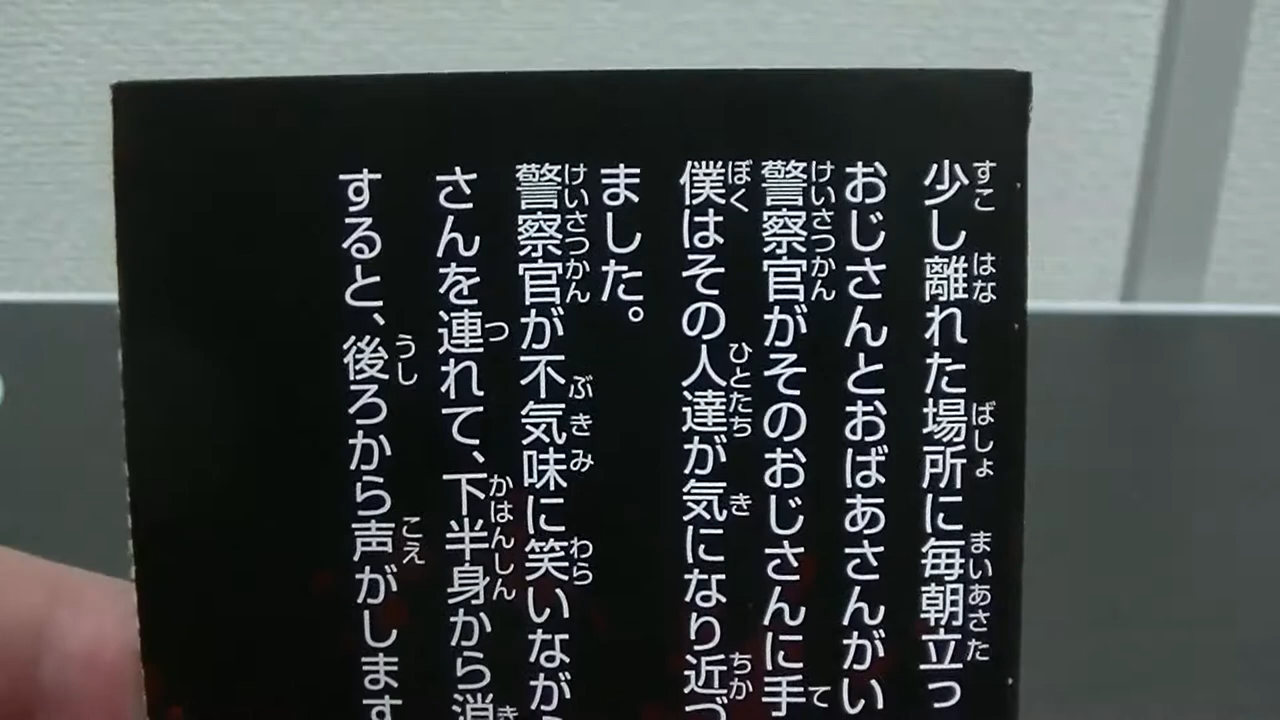 少し離れた場所に毎朝立っ
おじさんとおばあさんがい
警察官がそのおじさんに手
僕はその人達が気になり近づ
ました。
警察官が不気味に笑いなが
さんを連れて、下半身から消
すると、後ろから声がします